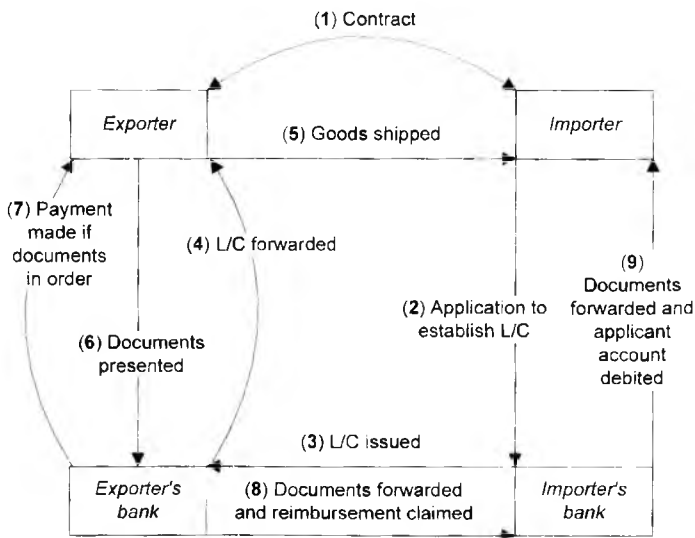 (1) Contract
Exporter
Importer
(5) Goods shipped
(7) Payment
made if
documents
in order
(4) L/C forwarded
(9)
Documents
forwarded and
applicant
account
debited
(2) Application to
establish L/C
(6) Documents
presented
(3) L/C issued
Exporter's
bank
(8) Documents forwarded
and reimbursement claimed
Importer's
bank